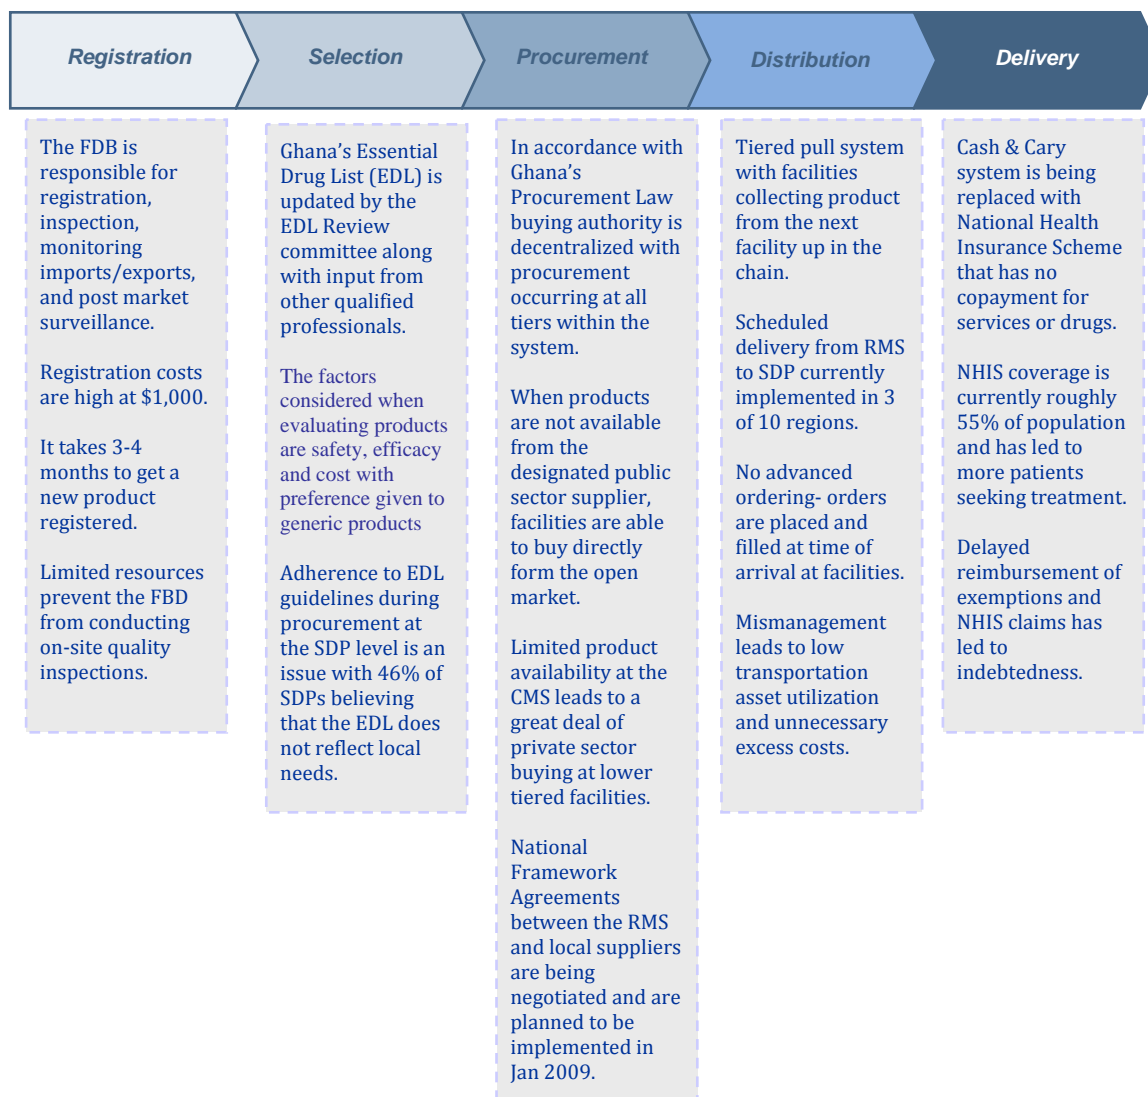 Registration
Selection
Procurement
Distribution
Delivery
The FDB is
responsible for
registration,
inspection,
monitoring
imports/exports,
and post market
surveillance.
Registration costs
are high at $1,000.
It takes 3-4
months to get a
new product
registered.
Limited resources
prevent the FBD
from conducting
on-site quality
inspections.
Ghana's Essential
Drug List (EDL) is
updated by the
EDL Review
committee along
with input from
other qualified
professionals.
The factors
considered when
evaluating products
are safety, efficacy
and cost with
preference given to
generic products
Adherence to EDL
guidelines during
procurement at
the SDP level is an
issue with 46% of
SDPs believing
that the EDL does
not reflect local
needs.
In accordance with
Ghana's
Procurement Law
buying authority is
decentralized with
procurement
occurring at all
tiers within the
system.
When products
are not available
from the
designated public
sector supplier,
facilities are able
to buy directly
form the open
market.
Limited product
availability at the
CMS leads to a
great deal of
private sector
buying at lower
tiered facilities.
National
Framework
Agreements
between the RMS
and local suppliers
are being
negotiated and are
planned to be
implemented in
Jan 2009.
Tiered pull system
with facilities
collecting product
from the next
facility up in the
chain.
Scheduled
delivery from RMS
to SDP currently
implemented in 3
of 10 regions.
No advanced
ordering- orders
are placed and
filled at time of
arrival at facilities.
Mismanagement
leads to low
transportation
asset utilization
and unnecessary
excess costs.
Cash & Cary
system is being
replaced with
National Health
Insurance Scheme
that has no
copayment for
services or drugs.
NHIS coverage is
currently roughly
55% of population
and has led to
more patients
seeking treatment.
Delayed
reimbursement of
exemptions and
NHIS claims has
led to
indebtedness.